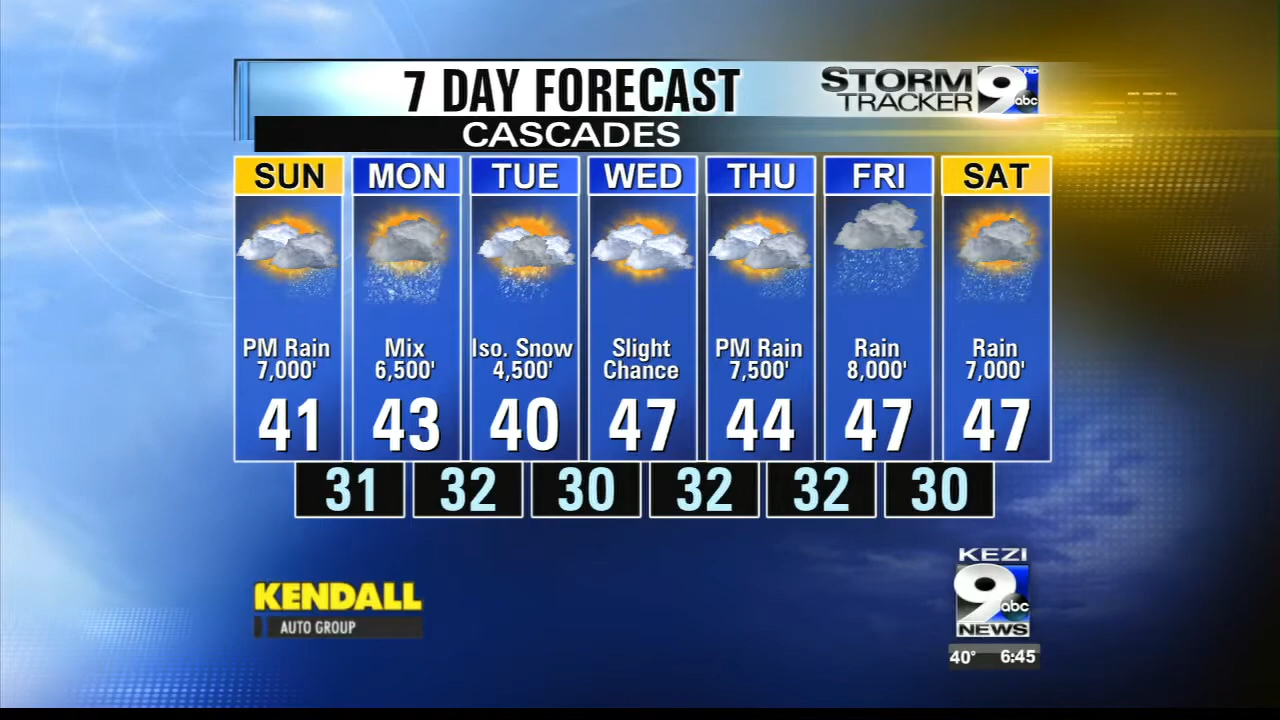 7 DAY FORECAST
STORM TRACKER 9 HD abc
CASCADES
SUN MON TUE WED THU FRI SAT
PM Rain 7,000'
Mix 6,500'
Iso. Snow 4,500'
Slight Chance
PM Rain 7,500'
Rain 8,000'
Rain 7,000'
41 43 40 47 44 47 47
31 32 30 32 32 30
KENDALL
AUTO GROUP
KEZI
9 abc
NEWS
40° 6:45